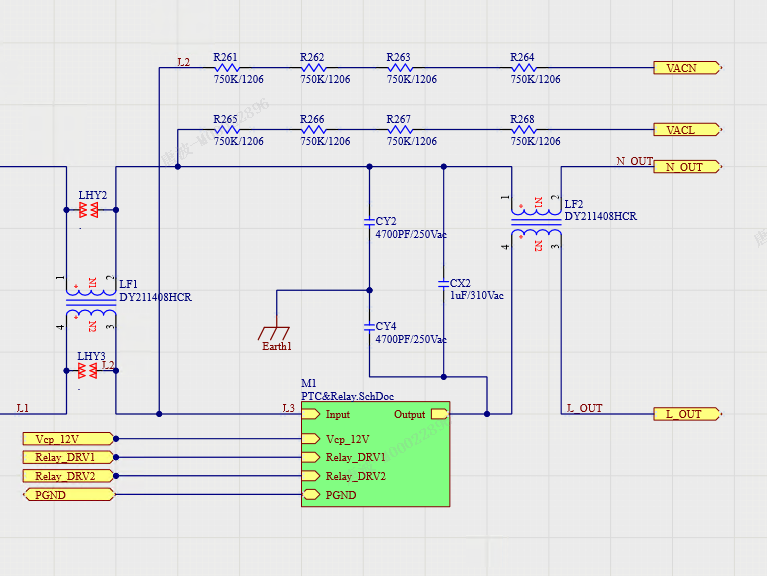 L2
R261
R262
R263
R264
750K/1206
750K/1206
750K/1206
750K/1206
VACN
R265
R266
R267
R268
750K/1206
750K/1206
750K/1206
750K/1206
VACL
N_OUT
N_OUT
LHY2
1
2
N1
N2
4
3
LF2
DY211408HCR
CY2
4700PF/250Vac
1
2
N1
N2
4
3
LF1
DY211408HCR
CX2
1uF/310Vac
CY4
4700PF/250Vac
Earth1
LHY3
L2
M1
PTC&Relay.SchDoc
L1
L3
Input
Output
L_OUT
L_OUT
Vcp_12V
Vcp_12V
Relay_DRV1
Relay_DRV1
Relay_DRV2
Relay_DRV2
PGND
PGND